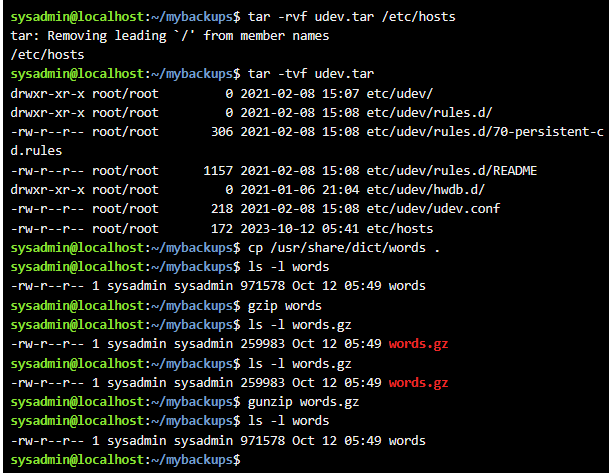 sysadmin@localhost:~/mybackups$ tar -rvf udev.tar /etc/hosts
tar: Removing leading `/' from member names
/etc/hosts
sysadmin@localhost:~/mybackups$ tar -tvf udev.tar
drwxr-xr-x root/root         0 2021-02-08 15:07 etc/udev/
drwxr-xr-x root/root         0 2021-02-08 15:08 etc/udev/rules.d/
-rw-r--r-- root/root       306 2021-02-08 15:08 etc/udev/rules.d/70-persistent-c
d.rules
-rw-r--r-- root/root      1157 2021-02-08 15:08 etc/udev/rules.d/README
drwxr-xr-x root/root         0 2021-01-06 21:04 etc/udev/hwdb.d/
-rw-r--r-- root/root       218 2021-02-08 15:08 etc/udev/udev.conf
-rw-r--r-- root/root       172 2023-10-12 05:41 etc/hosts
sysadmin@localhost:~/mybackups$ cp /usr/share/dict/words .
sysadmin@localhost:~/mybackups$ ls -l words
-rw-r--r-- 1 sysadmin sysadmin 971578 Oct 12 05:49 words
sysadmin@localhost:~/mybackups$ gzip words
sysadmin@localhost:~/mybackups$ ls -l words.gz
-rw-r--r-- 1 sysadmin sysadmin 259983 Oct 12 05:49 words.gz
sysadmin@localhost:~/mybackups$ ls -l words.gz
-rw-r--r-- 1 sysadmin sysadmin 259983 Oct 12 05:49 words.gz
sysadmin@localhost:~/mybackups$ gunzip words.gz
sysadmin@localhost:~/mybackups$ ls -l words
-rw-r--r-- 1 sysadmin sysadmin 971578 Oct 12 05:49 words
sysadmin@localhost:~/mybackups$